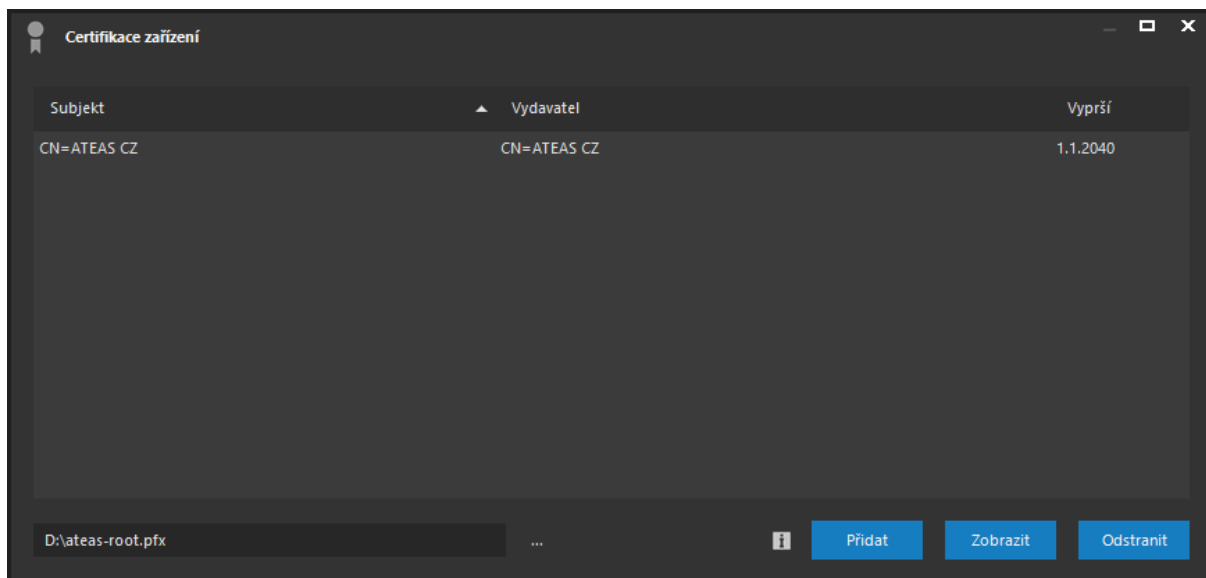 Certifikace zařízení
Subjekt Vydavatel Vyprší
CN=ATEAS CZ CN=ATEAS CZ 1.1.2040
D:\ateas-root.pfx ... Přidat Zobrazit Odstranit